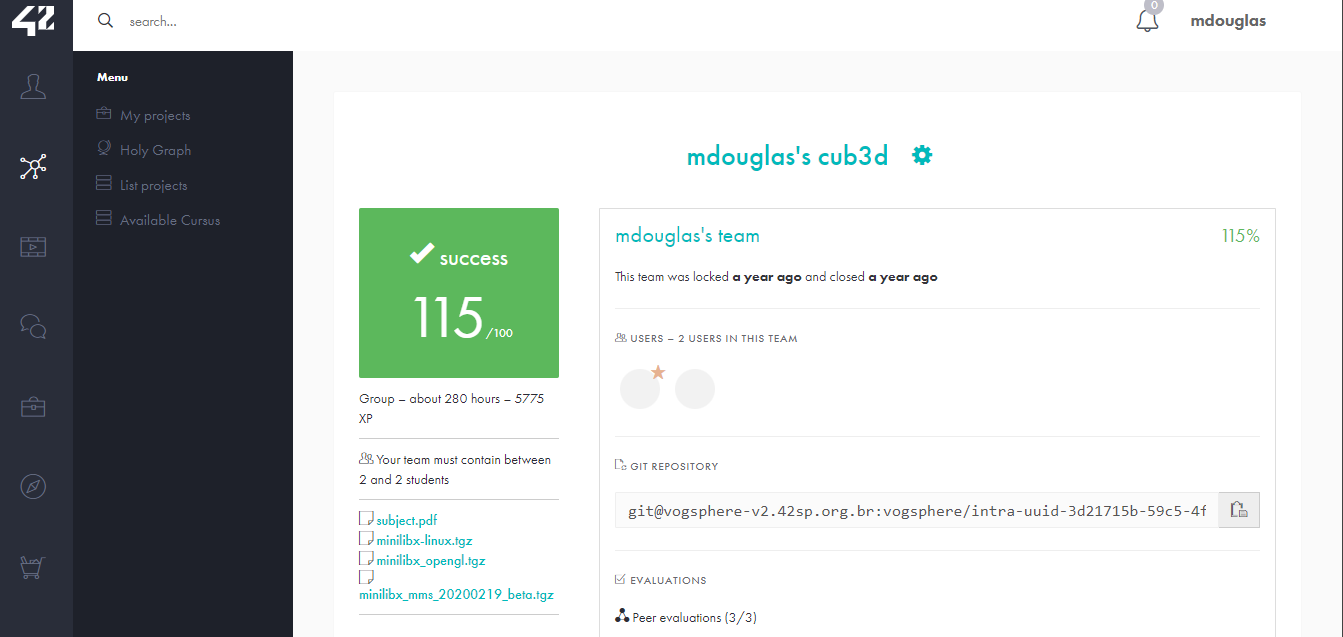 42
search...
0
mdouglas
Menu
My projects
Holy Graph
List projects
Available Cursus
mdouglas's cub3d
success
115 /100
Group – about 280 hours – 5775
XP
Your team must contain between
2 and 2 students
subject.pdf
minilibx-linux.tgz
minilibx_opengl.tgz
minilibx_mms_20200219_beta.tgz
mdouglas's team
115%
This team was locked a year ago and closed a year ago
USERS – 2 USERS IN THIS TEAM
GIT REPOSITORY
git@vogsphere-v2.42sp.org.br:vogsphere/intra-uuid-3d21715b-59c5-4f
EVALUATIONS
Peer evaluations (3/3)